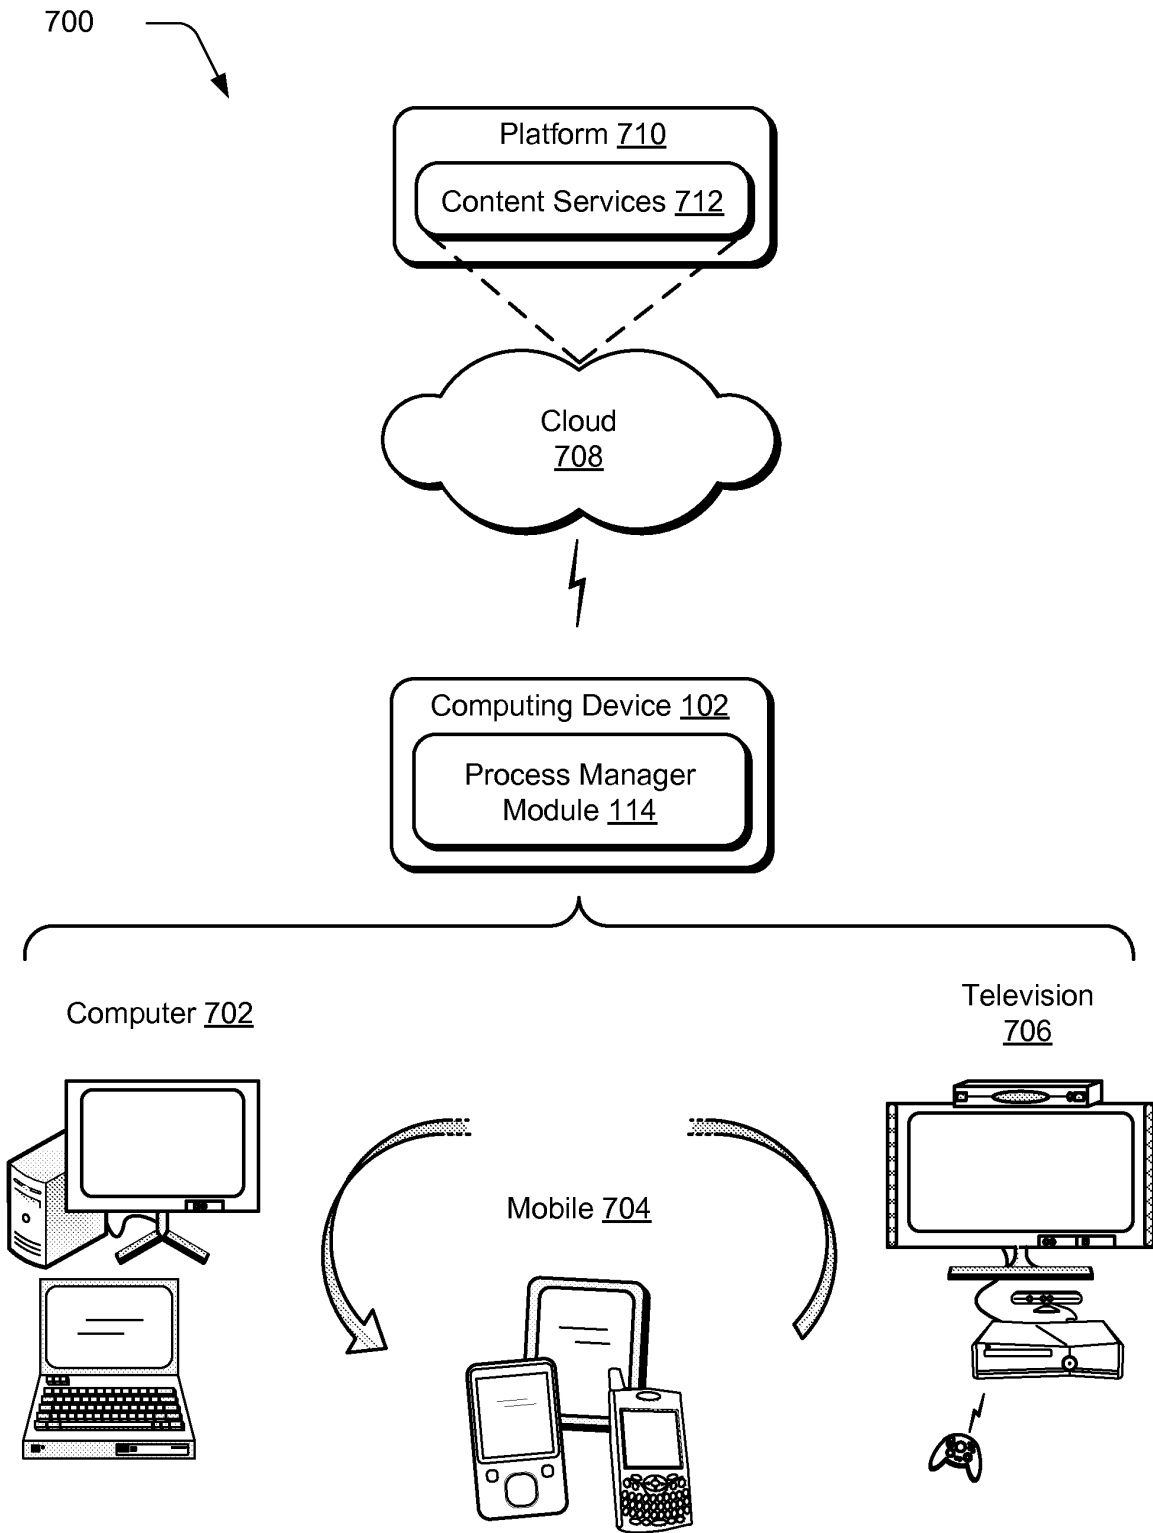 700
Platform 710
Content Services 712
Cloud
708
Computing Device 102
Process Manager
Module 114
Computer 702
Television
706
Mobile 704